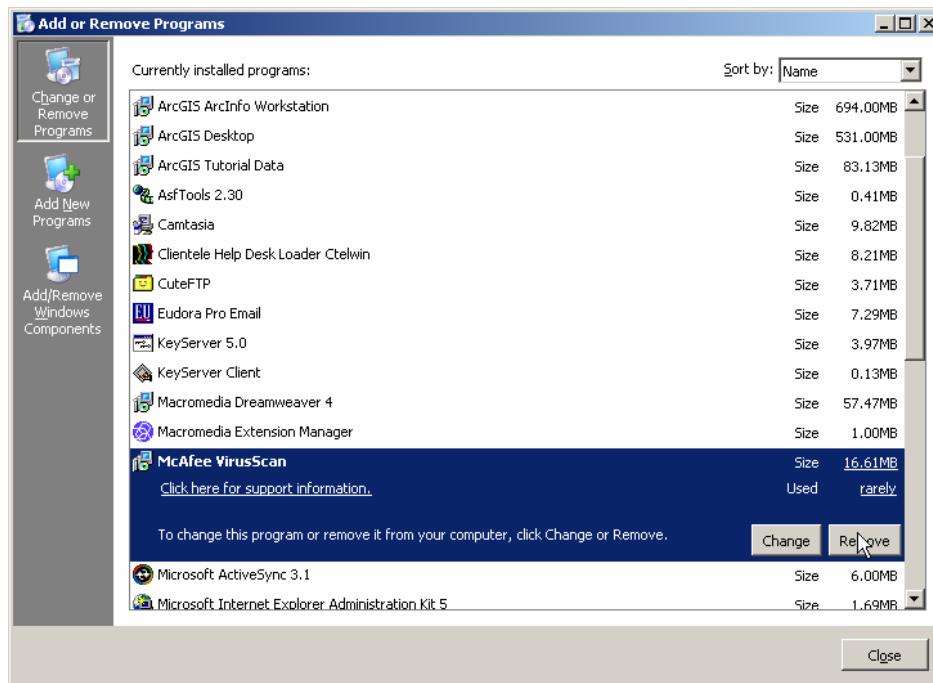 Add or Remove Programs
Change or
Remove
Programs
Add New
Programs
Add/Remove
Windows
Components
Currently installed programs:
Sort by: Name
ArcGIS ArcInfo Workstation Size 694.00MB
ArcGIS Desktop Size 531.00MB
ArcGIS Tutorial Data Size 83.13MB
AsfTools 2.30 Size 0.41MB
Camtasia Size 9.82MB
Clientele Help Desk Loader Ctelwin Size 8.21MB
CuteFTP Size 3.71MB
EU Eudora Pro Email Size 7.29MB
KeyServer 5.0 Size 3.97MB
KeyServer Client Size 0.13MB
Macromedia Dreamweaver 4 Size 57.47MB
Macromedia Extension Manager Size 1.00MB
McAfee VirusScan Size 16.61MB
Click here for support information. Used rarely
To change this program or remove it from your computer, click Change or Remove. Change Remove
Microsoft ActiveSync 3.1 Size 6.00MB
Microsoft Internet Explorer Administration Kit 5 Size 1.69MB
Close